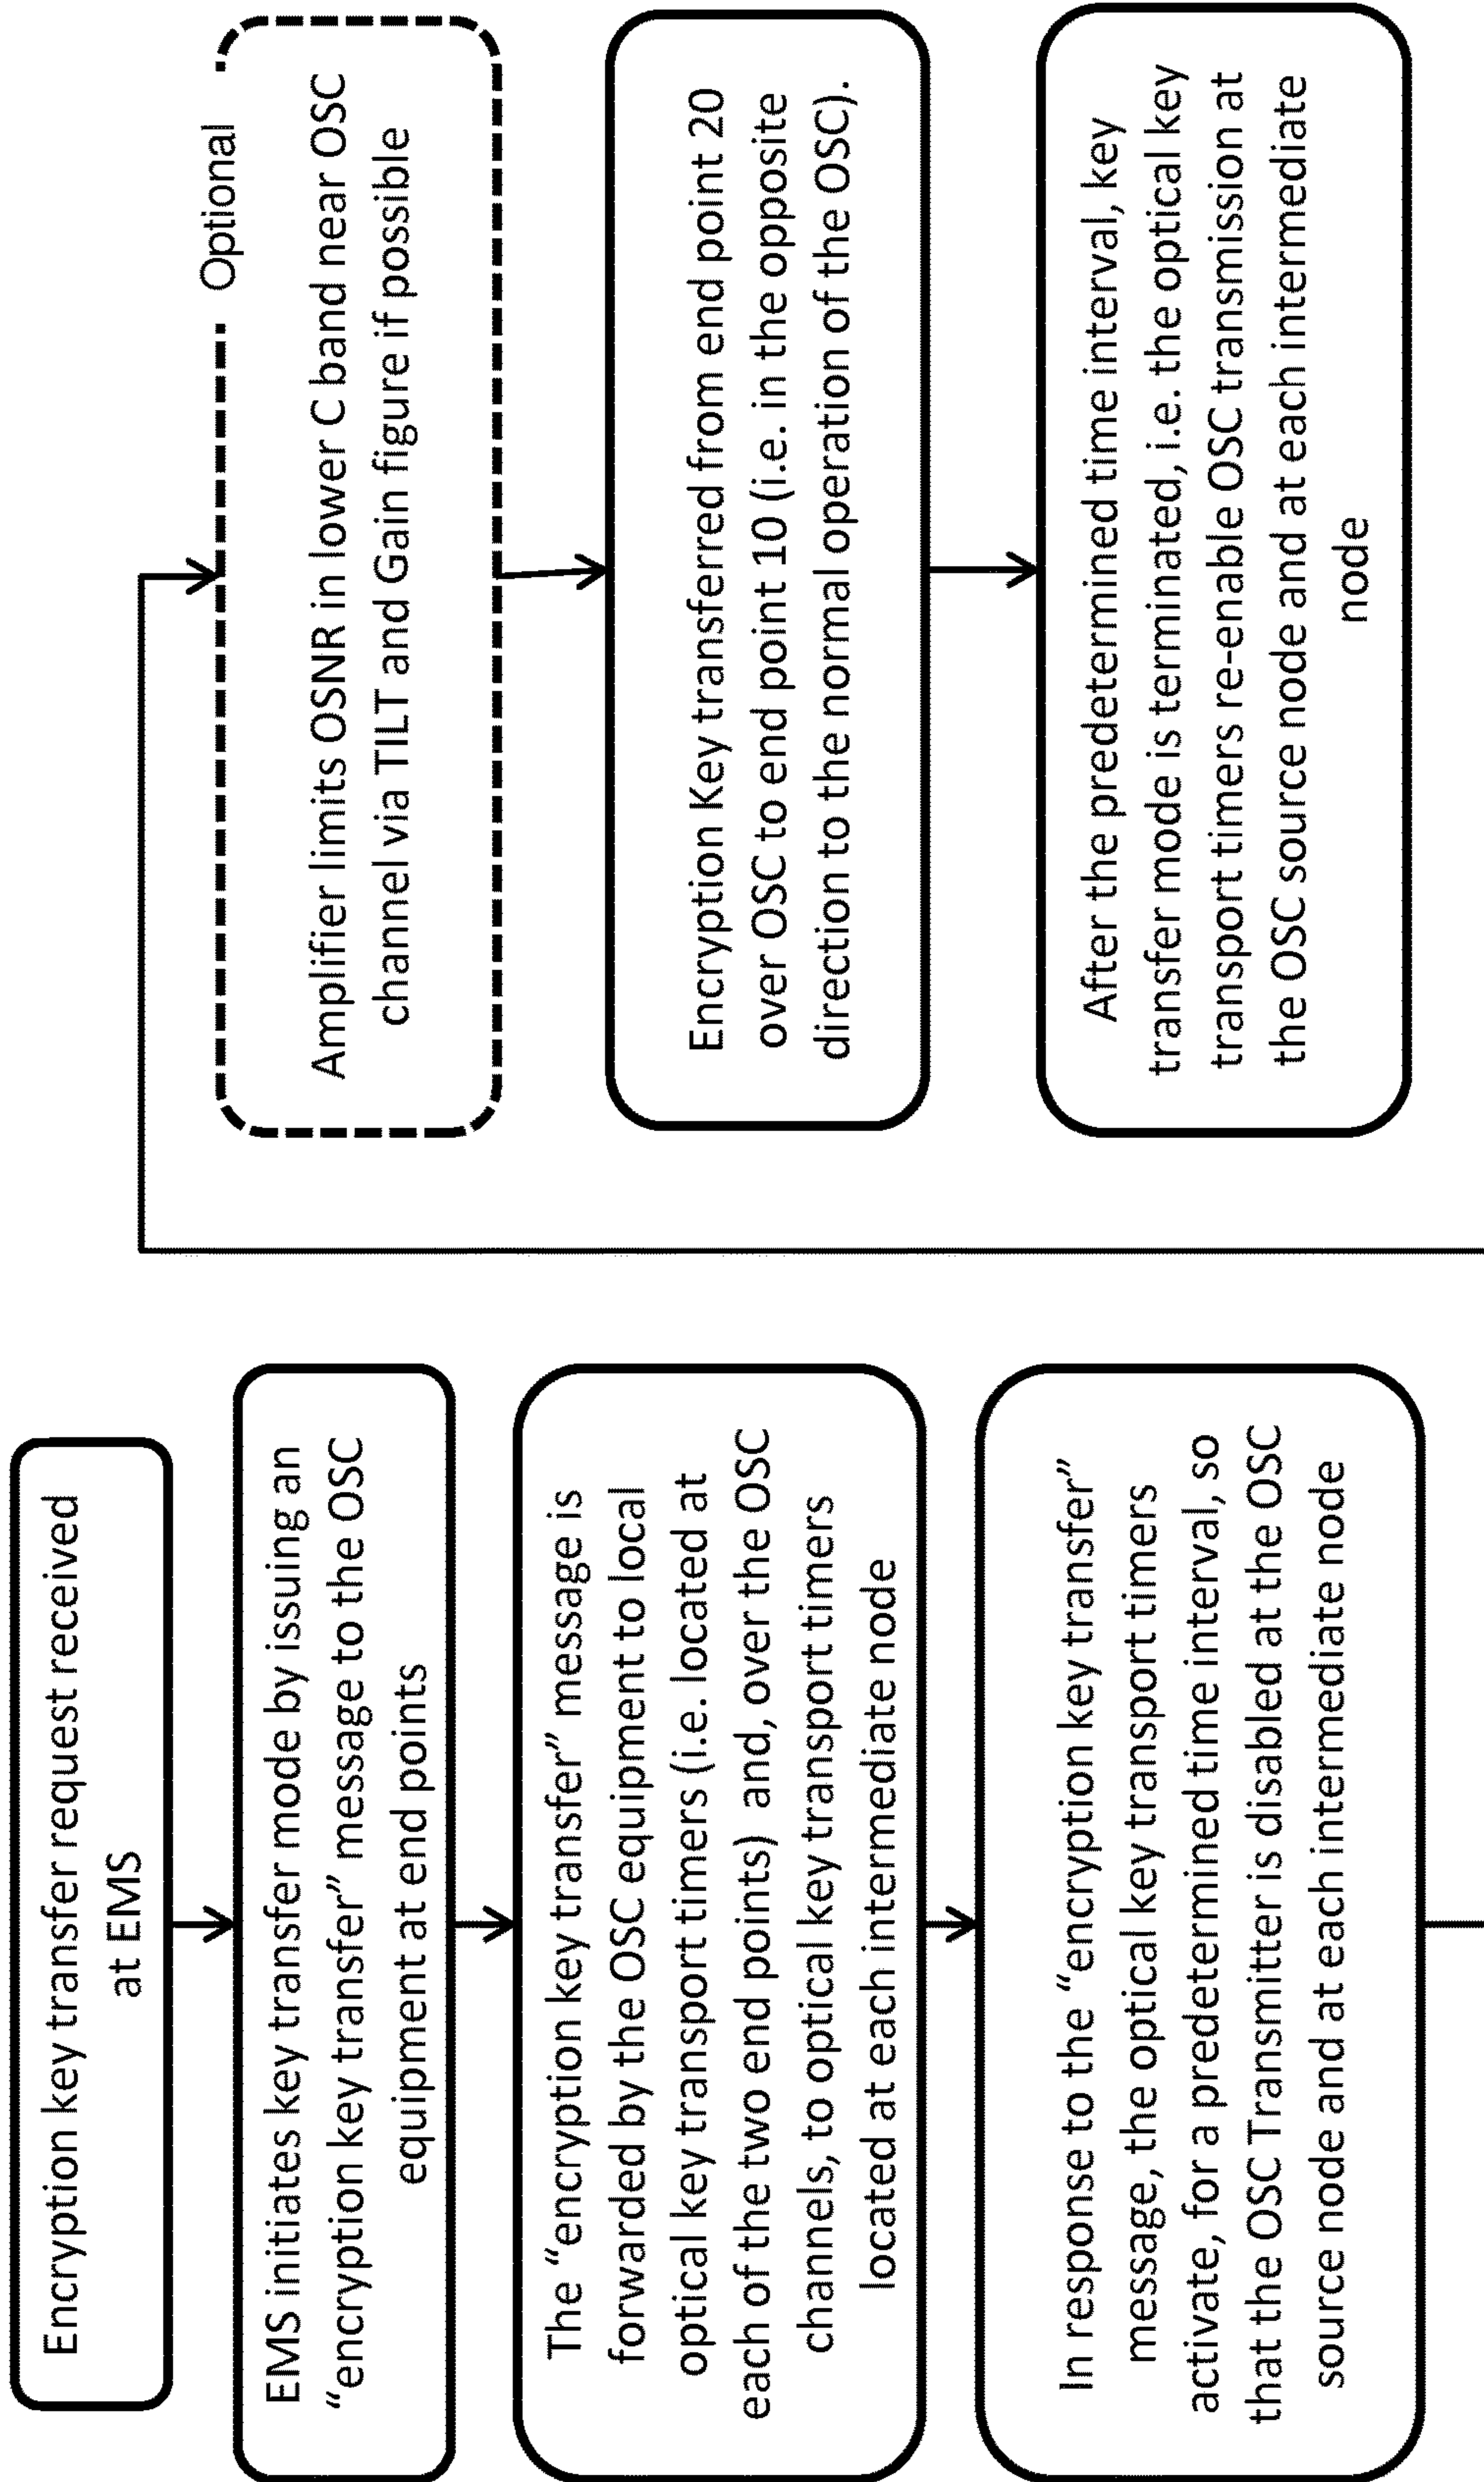 Encryption key transfer request received
at EMS
EMS initiates key transfer mode by issuing an
“encryption key transfer” message to the OSC
equipment at end points
The “encryption key transfer” message is
forwarded by the OSC equipment to local
optical key transport timers (i.e. located at
each of the two end points) and, over the OSC
channels, to optical key transport timers
located at each intermediate node
In response to the “encryption key transfer”
message, the optical key transport timers
activate, for a predetermined time interval, so
that the OSC Transmitter is disabled at the OSC
source node and at each intermediate node
Optional
Amplifier limits OSNR in lower C band near OSC
channel via TILT and Gain figure if possible
Encryption Key transferred from end point 20
over OSC to end point 10 (i.e. in the opposite
direction to the normal operation of the OSC).
After the predetermined time interval, key
transfer mode is terminated, i.e. the optical key
transport timers re-enable OSC transmission at
the OSC source node and at each intermediate
node